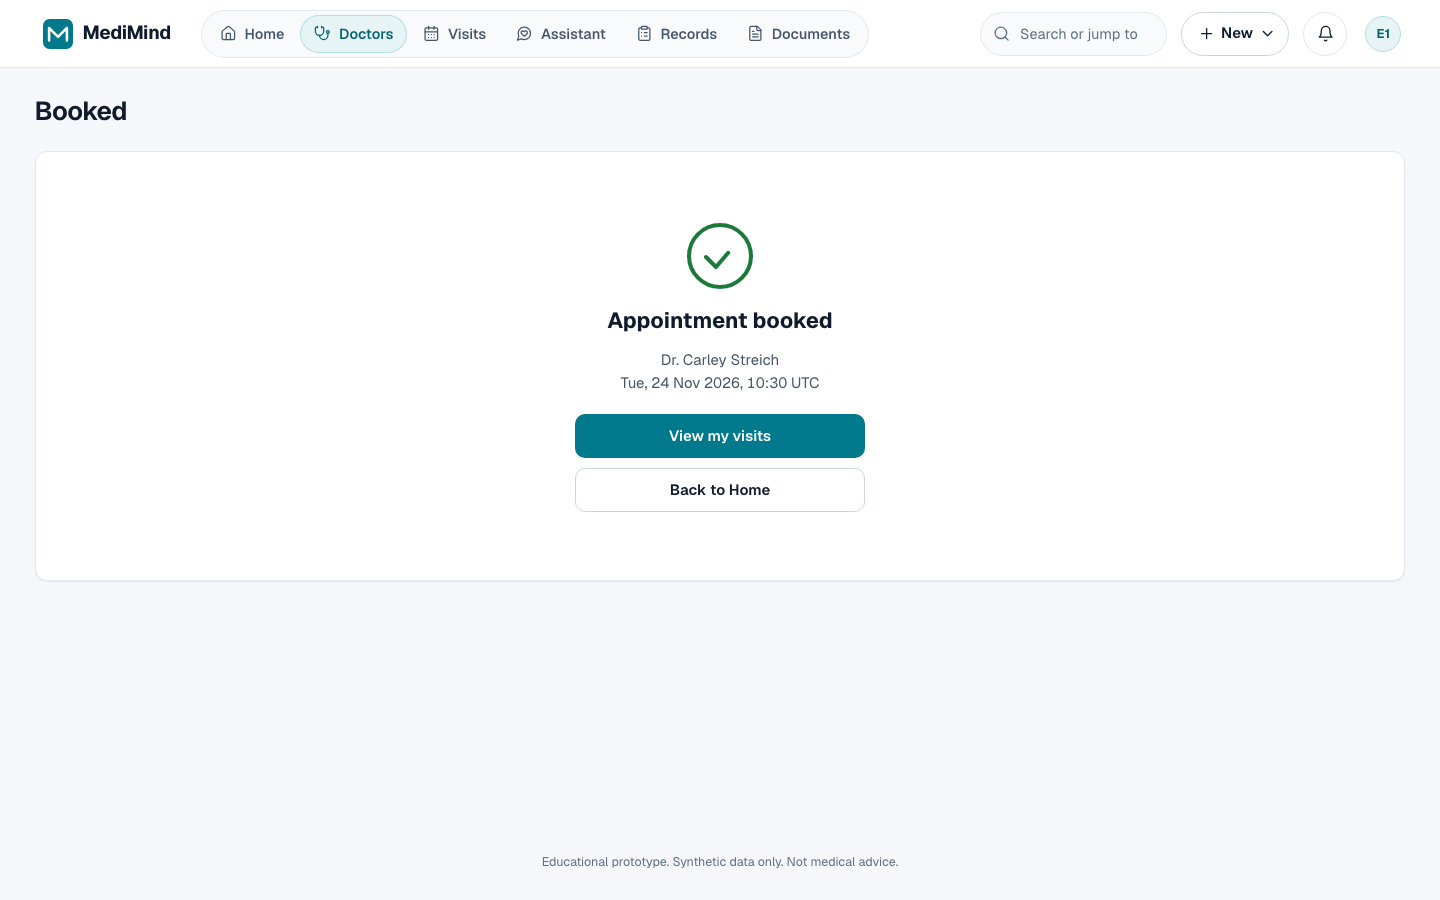 MediMind
Home
Doctors
Visits
Assistant
Records
Documents
Search or jump to
New
E1
Booked
Appointment booked
Dr. Carley Streich
Tue, 24 Nov 2026, 10:30 UTC
View my visits
Back to Home
Educational prototype. Synthetic data only. Not medical advice.